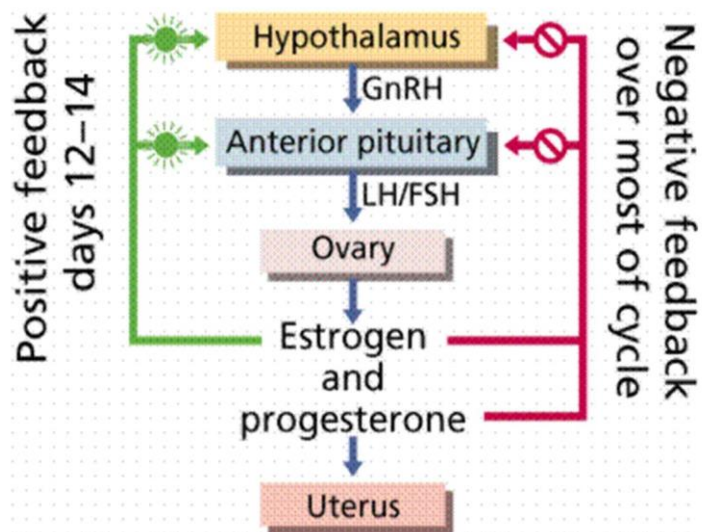 Positive feedback
days 12–14
Hypothalamus
GnRH
Anterior pituitary
LH/FSH
Ovary
Estrogen
and
progesterone
Uterus
Negative feedback
over most of cycle